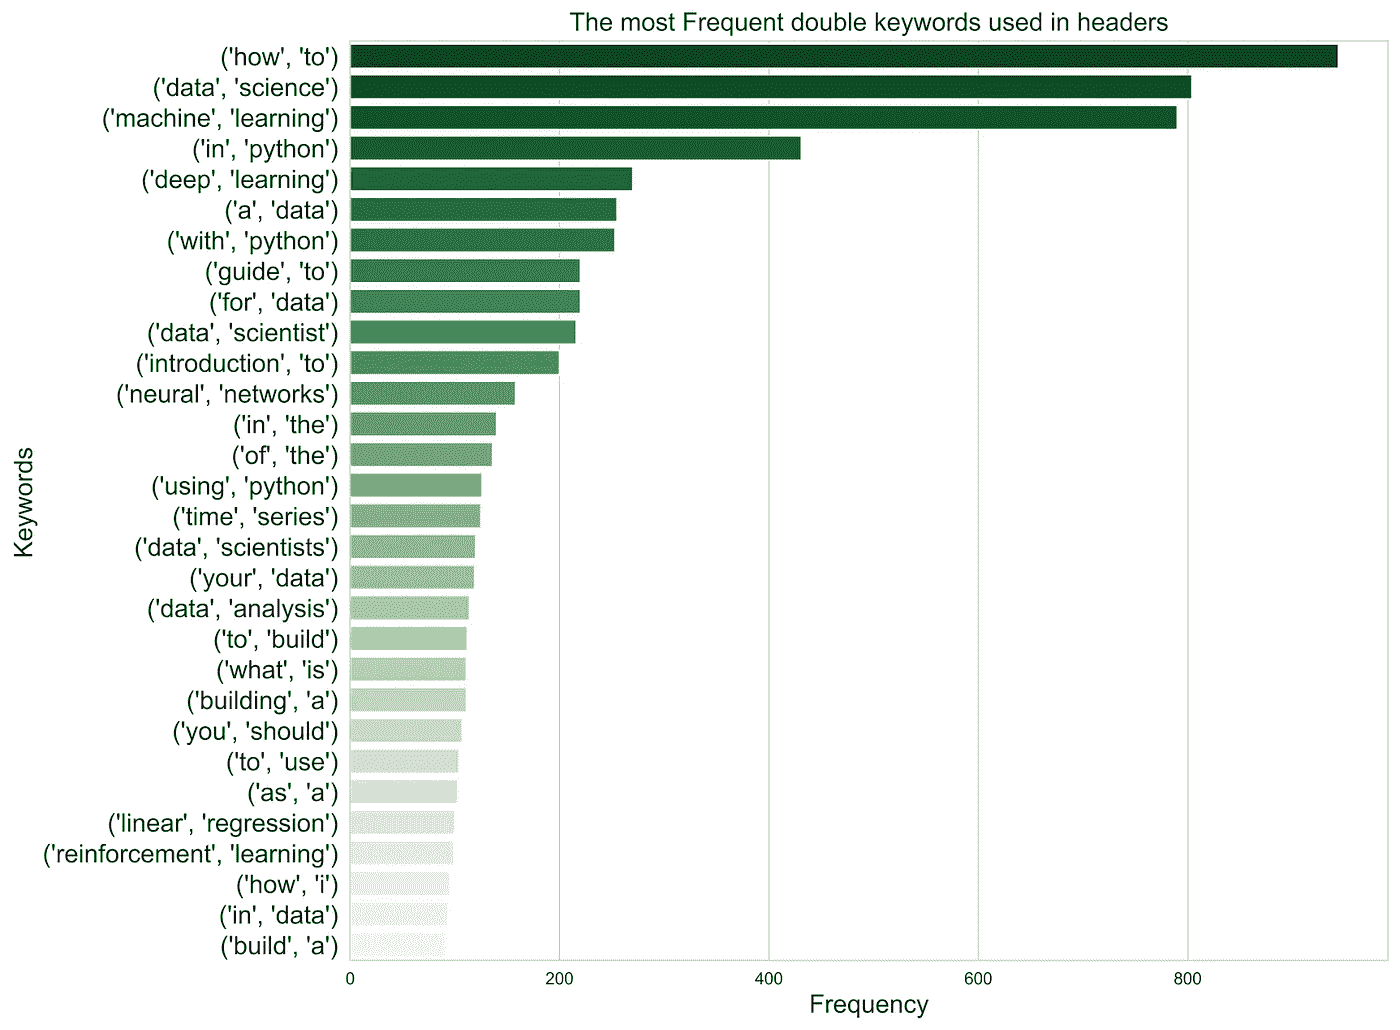 The most Frequent double keywords used in headers
('how', 'to')
('data', 'science')
('machine', 'learning')
('in', 'python')
('deep', 'learning')
('a', 'data')
('with', 'python')
('guide', 'to')
('for', 'data')
('data', 'scientist')
('introduction', 'to')
('neural', 'networks')
('in', 'the')
('of', 'the')
('using', 'python')
('time', 'series')
('data', 'scientists')
('your', 'data')
('data', 'analysis')
('to', 'build')
('what', 'is')
('building', 'a')
('you', 'should')
('to', 'use')
('as', 'a')
('linear', 'regression')
('reinforcement', 'learning')
('how', 'i')
('in', 'data')
('build', 'a')
Keywords
0 200 400 600 800
Frequency